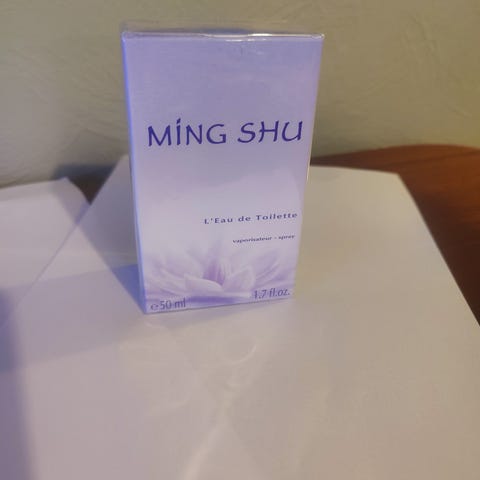 MiNG SHU
L'Eau de Toilette
vaporisateur - spray
℮50 ml 1.7 fl.oz.